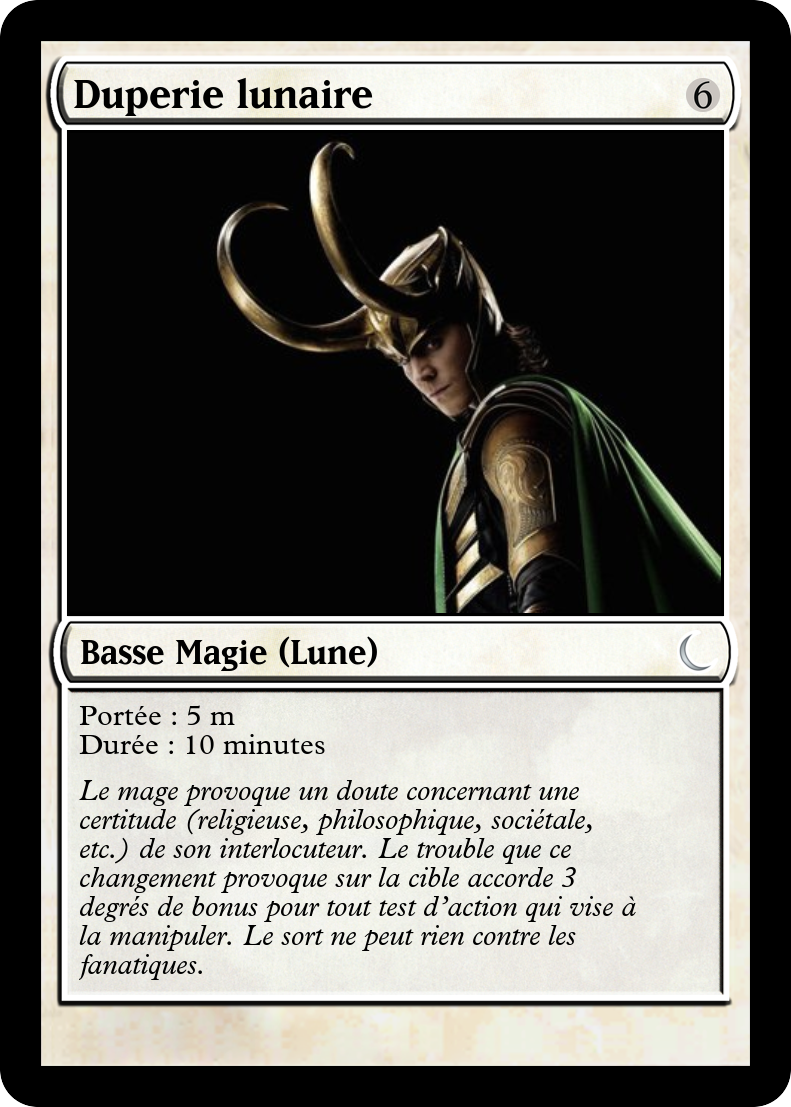 Duperie lunaire 6
Basse Magie (Lune)
Portée : 5 m
Durée : 10 minutes
Le mage provoque un doute concernant une
certitude (religieuse, philosophique, sociétale,
etc.) de son interlocuteur. Le trouble que ce
changement provoque sur la cible accorde 3
degrés de bonus pour tout test d'action qui vise à
la manipuler. Le sort ne peut rien contre les
fanatiques.